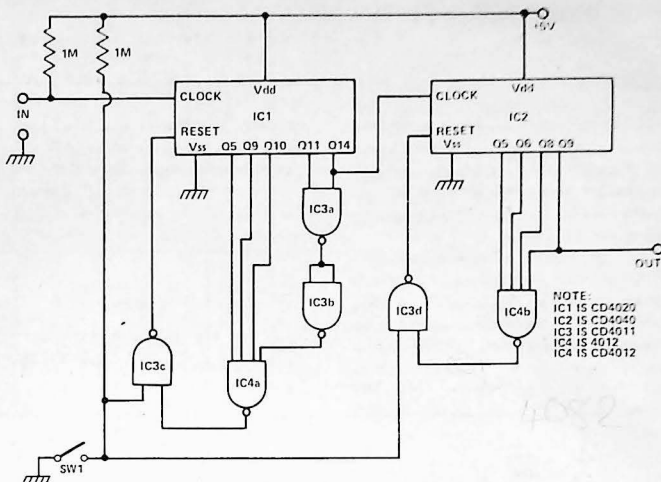 1M
1M
+5V
Vdd
CLOCK
IC1
RESET
Vss Q5 Q9 Q10 Q11 Q14
IN
Vdd
CLOCK
IC2
RESET
Vss Q5 Q6 Q8 Q9
IC3a
OUT
IC3b
IC3d
IC4b
NOTE:
IC1 IS CD4020
IC2 IS CD4040
IC3 IS CD4011
IC4 IS 4012
IC4 IS CD4012
IC3c
IC4a
SW1